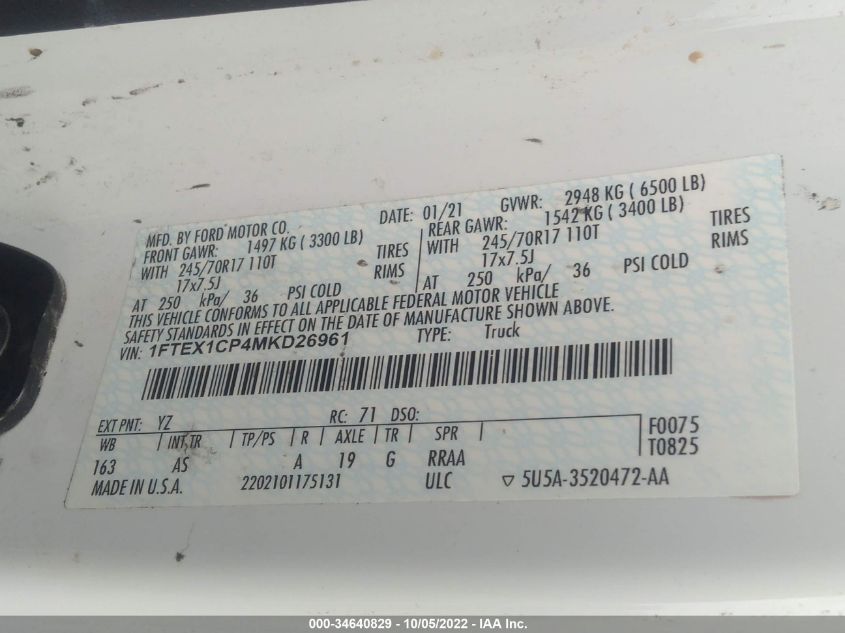 MFD. BY FORD MOTOR CO.
DATE: 01/21
GVWR: 2948 KG ( 6500 LB)
FRONT GAWR: 1497 KG ( 3300 LB)
REAR GAWR: 1542 KG ( 3400 LB)
WITH 245/70R17 110T TIRES
WITH 245/70R17 110T TIRES
17x7.5J RIMS
17x7.5J RIMS
AT 250 kPa/ 36 PSI COLD
AT 250 kPa/ 36 PSI COLD
THIS VEHICLE CONFORMS TO ALL APPLICABLE FEDERAL MOTOR VEHICLE
SAFETY STANDARDS IN EFFECT ON THE DATE OF MANUFACTURE SHOWN ABOVE.
VIN: 1FTEX1CP4MKD26961
TYPE: Truck
EXT PNT: YZ RC: 71 DSO:
WB INT TR TP/PS R AXLE TR SPR
F0075
T0825
163 AS A 19 G RRAA
MADE IN U.S.A. 2202101175131 ULC ▽ 5U5A-3520472-AA
000-34640829 - 10/05/2022 - IAA Inc.